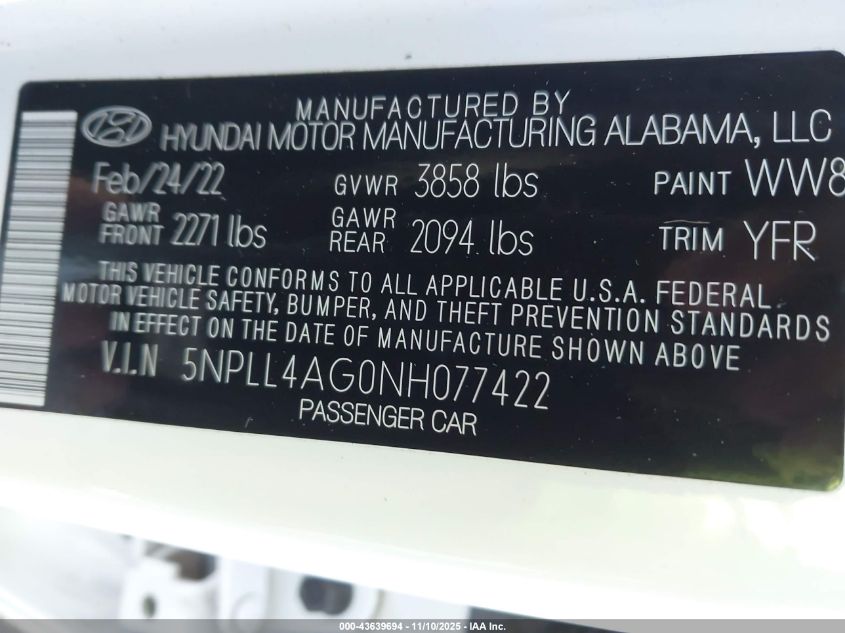 MANUFACTURED BY
HYUNDAI MOTOR MANUFACTURING ALABAMA, LLC
Feb/24/22 GVWR 3858 lbs PAINT WW8
GAWR FRONT 2271 lbs GAWR REAR 2094 lbs TRIM YFR
THIS VEHICLE CONFORMS TO ALL APPLICABLE U.S.A. FEDERAL
MOTOR VEHICLE SAFETY, BUMPER, AND THEFT PREVENTION STANDARDS
IN EFFECT ON THE DATE OF MANUFACTURE SHOWN ABOVE
V.I.N 5NPLL4AG0NH077422
PASSENGER CAR
000-43639694 - 11/10/2025 - IAA, Inc.